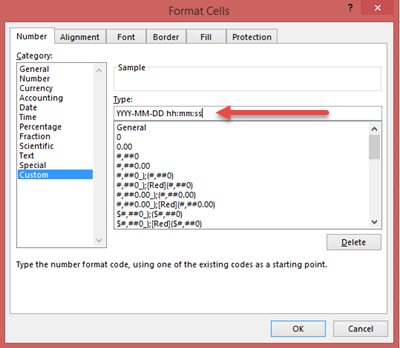 Format Cells
?
×
Number
Alignment
Font
Border
Fill
Protection
Category:
General
Number
Currency
Accounting
Date
Time
Percentage
Fraction
Scientific
Text
Special
Custom
Sample
Type:
YYYY-MM-DD hh:mm:ss
General
0
0.00
#,##0
#,##0.00
#,##0_);(#,##0)
#,##0_);[Red](#,##0)
#,##0.00_);(#,##0.00)
#,##0.00_);[Red](#,##0.00)
$#,##0_);($#,##0)
$#,##0_);[Red]($#,##0)
Delete
Type the number format code, using one of the existing codes as a starting point.
OK
Cancel